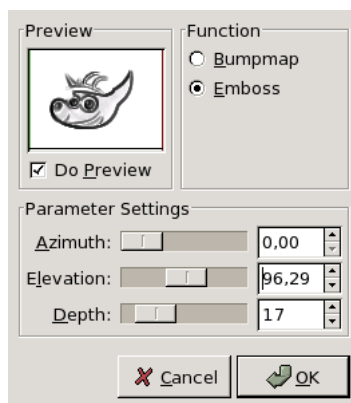 Preview
Function
Bumpmap
Emboss
Do Preview
Parameter Settings
Azimuth: 0,00
Elevation: 96,29
Depth: 17
Cancel
OK